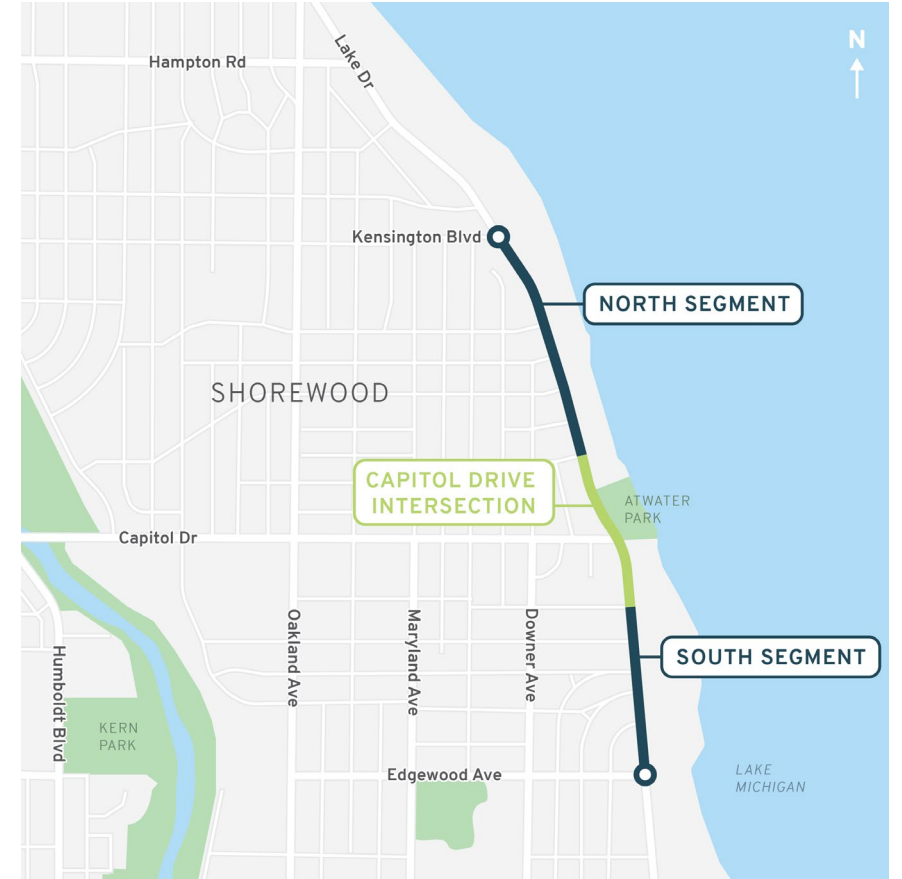 N
Hampton Rd
Lake Dr
Kensington Blvd
NORTH SEGMENT
SHOREWOOD
CAPITOL DRIVE
INTERSECTION
ATWATER
PARK
Capitol Dr
Oakland Ave
Maryland Ave
Downer Ave
Humboldt Blvd
SOUTH SEGMENT
KERN
PARK
Edgewood Ave
LAKE
MICHIGAN